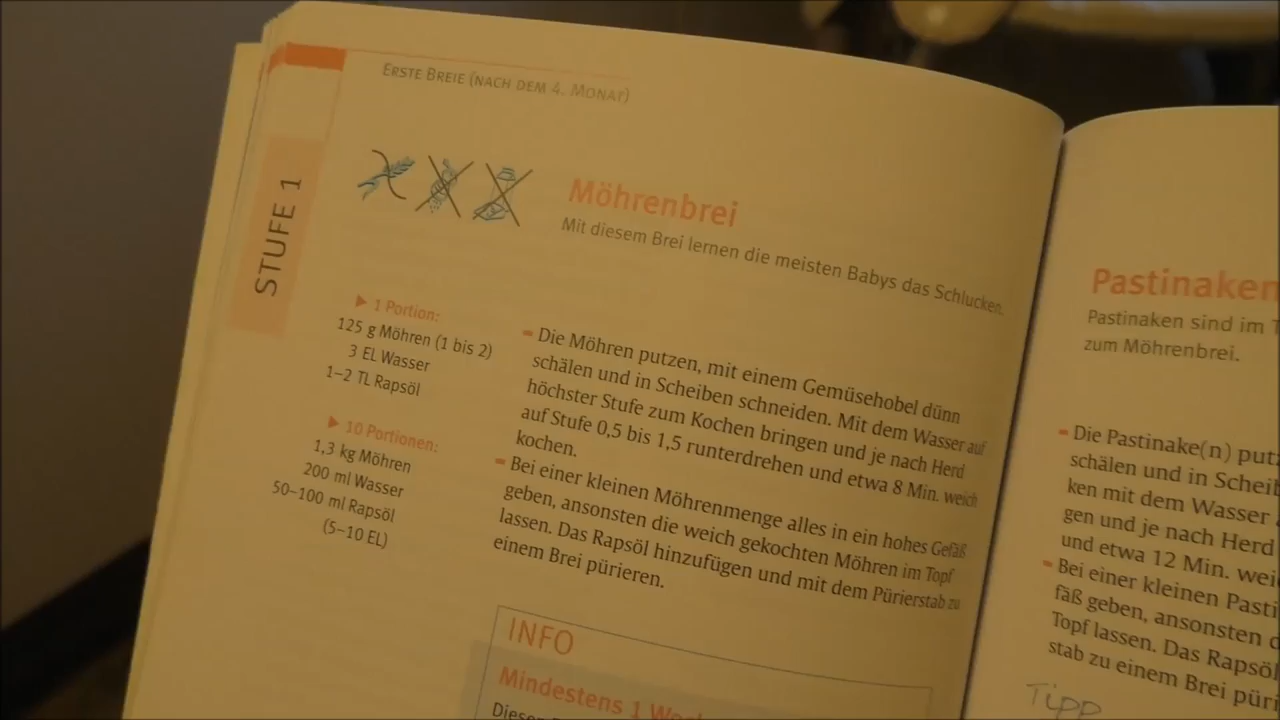 ERSTE BREIE (NACH DEM 4. MONAT)
STUFE 1
Möhrenbrei
Mit diesem Brei lernen die meisten Babys das Schlucken.
▶ 1 Portion:
125 g Möhren (1 bis 2)
3 EL Wasser
1–2 TL Rapsöl
▶ 10 Portionen:
1,3 kg Möhren
200 ml Wasser
50–100 ml Rapsöl
(5–10 EL)
Die Möhren putzen, mit einem Gemüsehobel dünn
schälen und in Scheiben schneiden. Mit dem Wasser auf
höchster Stufe zum Kochen bringen und je nach Herd
auf Stufe 0,5 bis 1,5 runterdrehen und etwa 8 Min. weich
kochen.
Bei einer kleinen Möhrenmenge alles in ein hohes Gefäß
geben, ansonsten die weich gekochten Möhren im Topf
lassen. Das Rapsöl hinzufügen und mit dem Pürierstab zu
einem Brei pürieren.
INFO
Mindestens 1
Pastinaken
Pastinaken sind im
zum Möhrenbrei.
Die Pastinake(n)
schälen und in
ken mit dem Wasser
gen und je nach Herd
und etwa 12 Min.
Bei einer kleinen
geben, ansonsten
Topf lassen. Das Rapsöl
stab zu einem Brei
Tipp